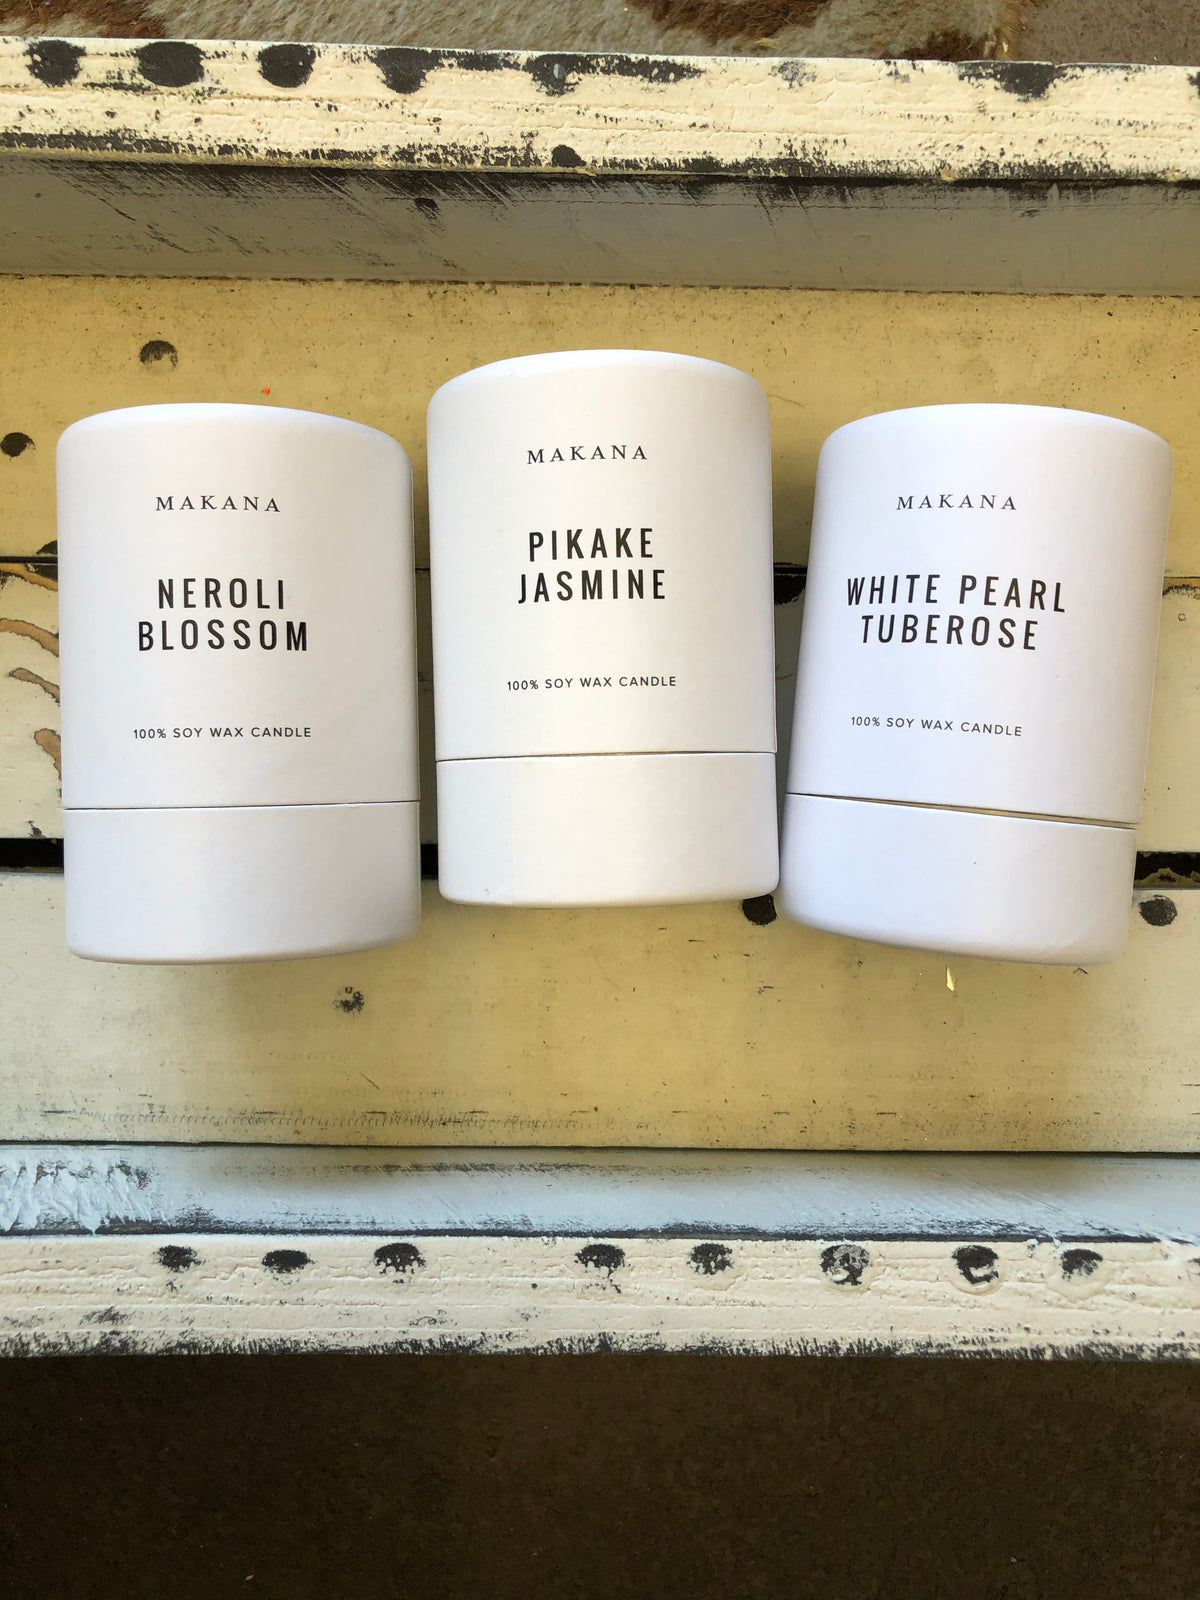 MAKANA
NEROLI
BLOSSOM
100% SOY WAX CANDLE
MAKANA
PIKAKE
JASMINE
100% SOY WAX CANDLE
MAKANA
WHITE PEARL
TUBEROSE
100% SOY WAX CANDLE